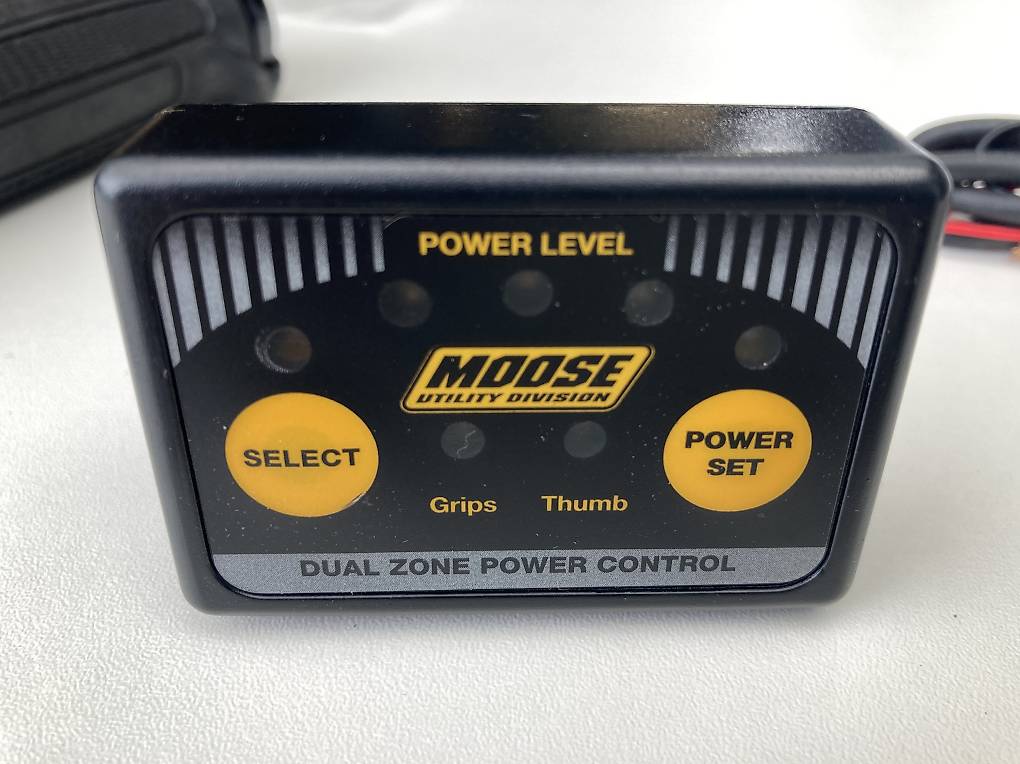 POWER LEVEL
MOOSE
UTILITY DIVISION
SELECT
POWER
SET
Grips
Thumb
DUAL ZONE POWER CONTROL